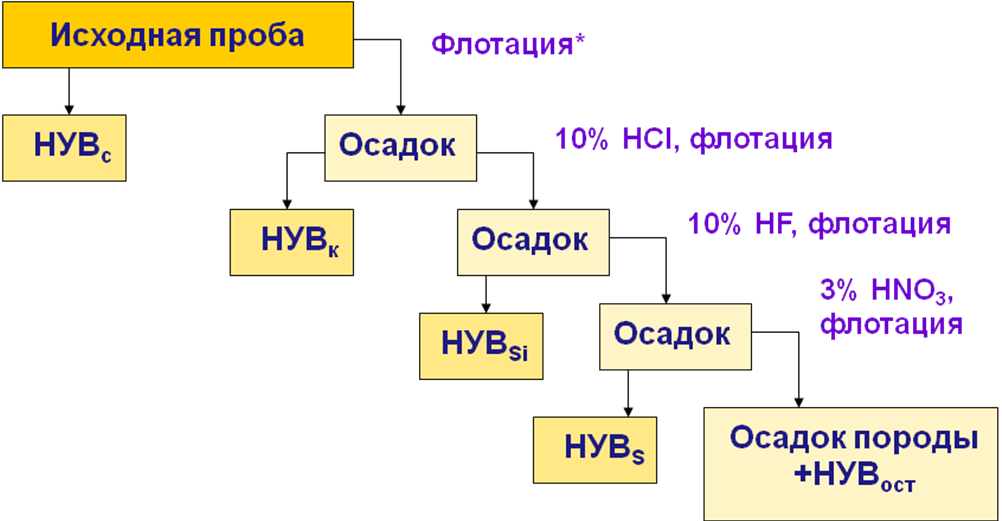 Исходная проба
Флотация*
НУВс
Осадок
10% HCl, флотация
НУВк
Осадок
10% HF, флотация
НУВSi
Осадок
3% HNO3,
флотация
НУВS
Осадок породы
+НУВост